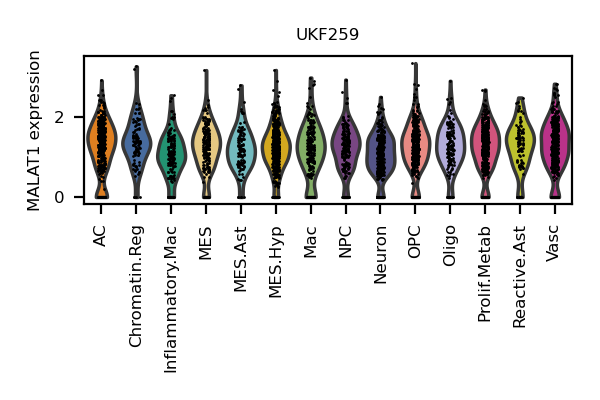 UKF259
MALAT1 expression
2
0
AC
Chromatin.Reg
Inflammatory.Mac
MES
MES.Ast
MES.Hyp
Mac
NPC
Neuron
OPC
Oligo
Prolif.Metab
Reactive.Ast
Vasc